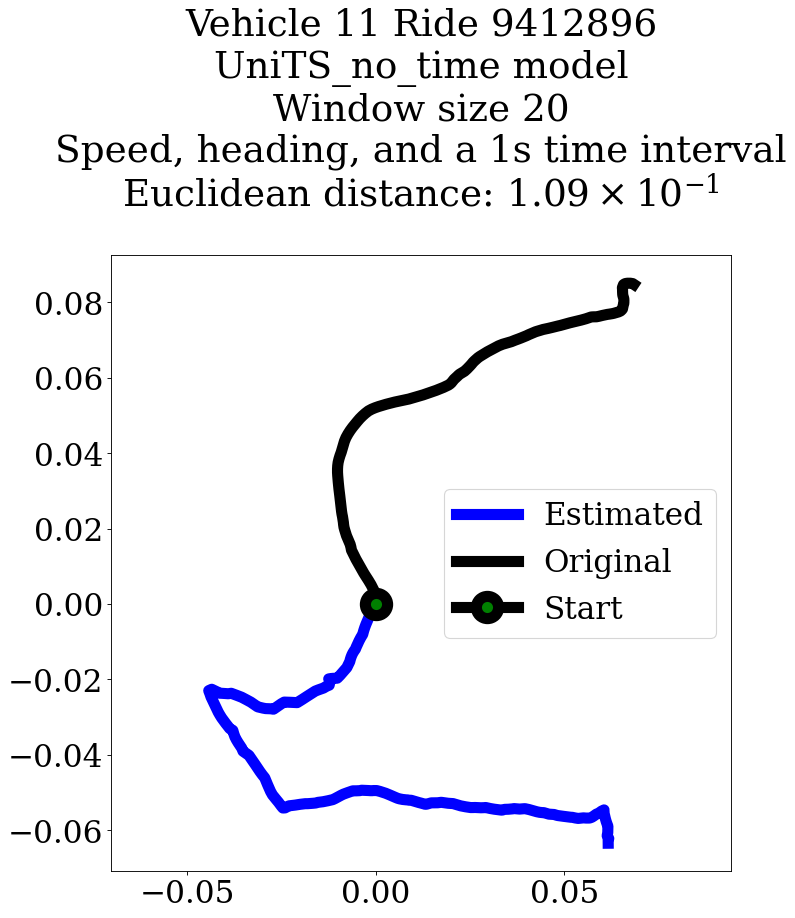 Vehicle 11 Ride 9412896
UniTS_no_time model
Window size 20
Speed, heading, and a 1s time interval
Euclidean distance: 1.09 × 10⁻¹
0.08
0.06
0.04
0.02
0.00
−0.02
−0.04
−0.06
Estimated
Original
Start
−0.05
0.00
0.05